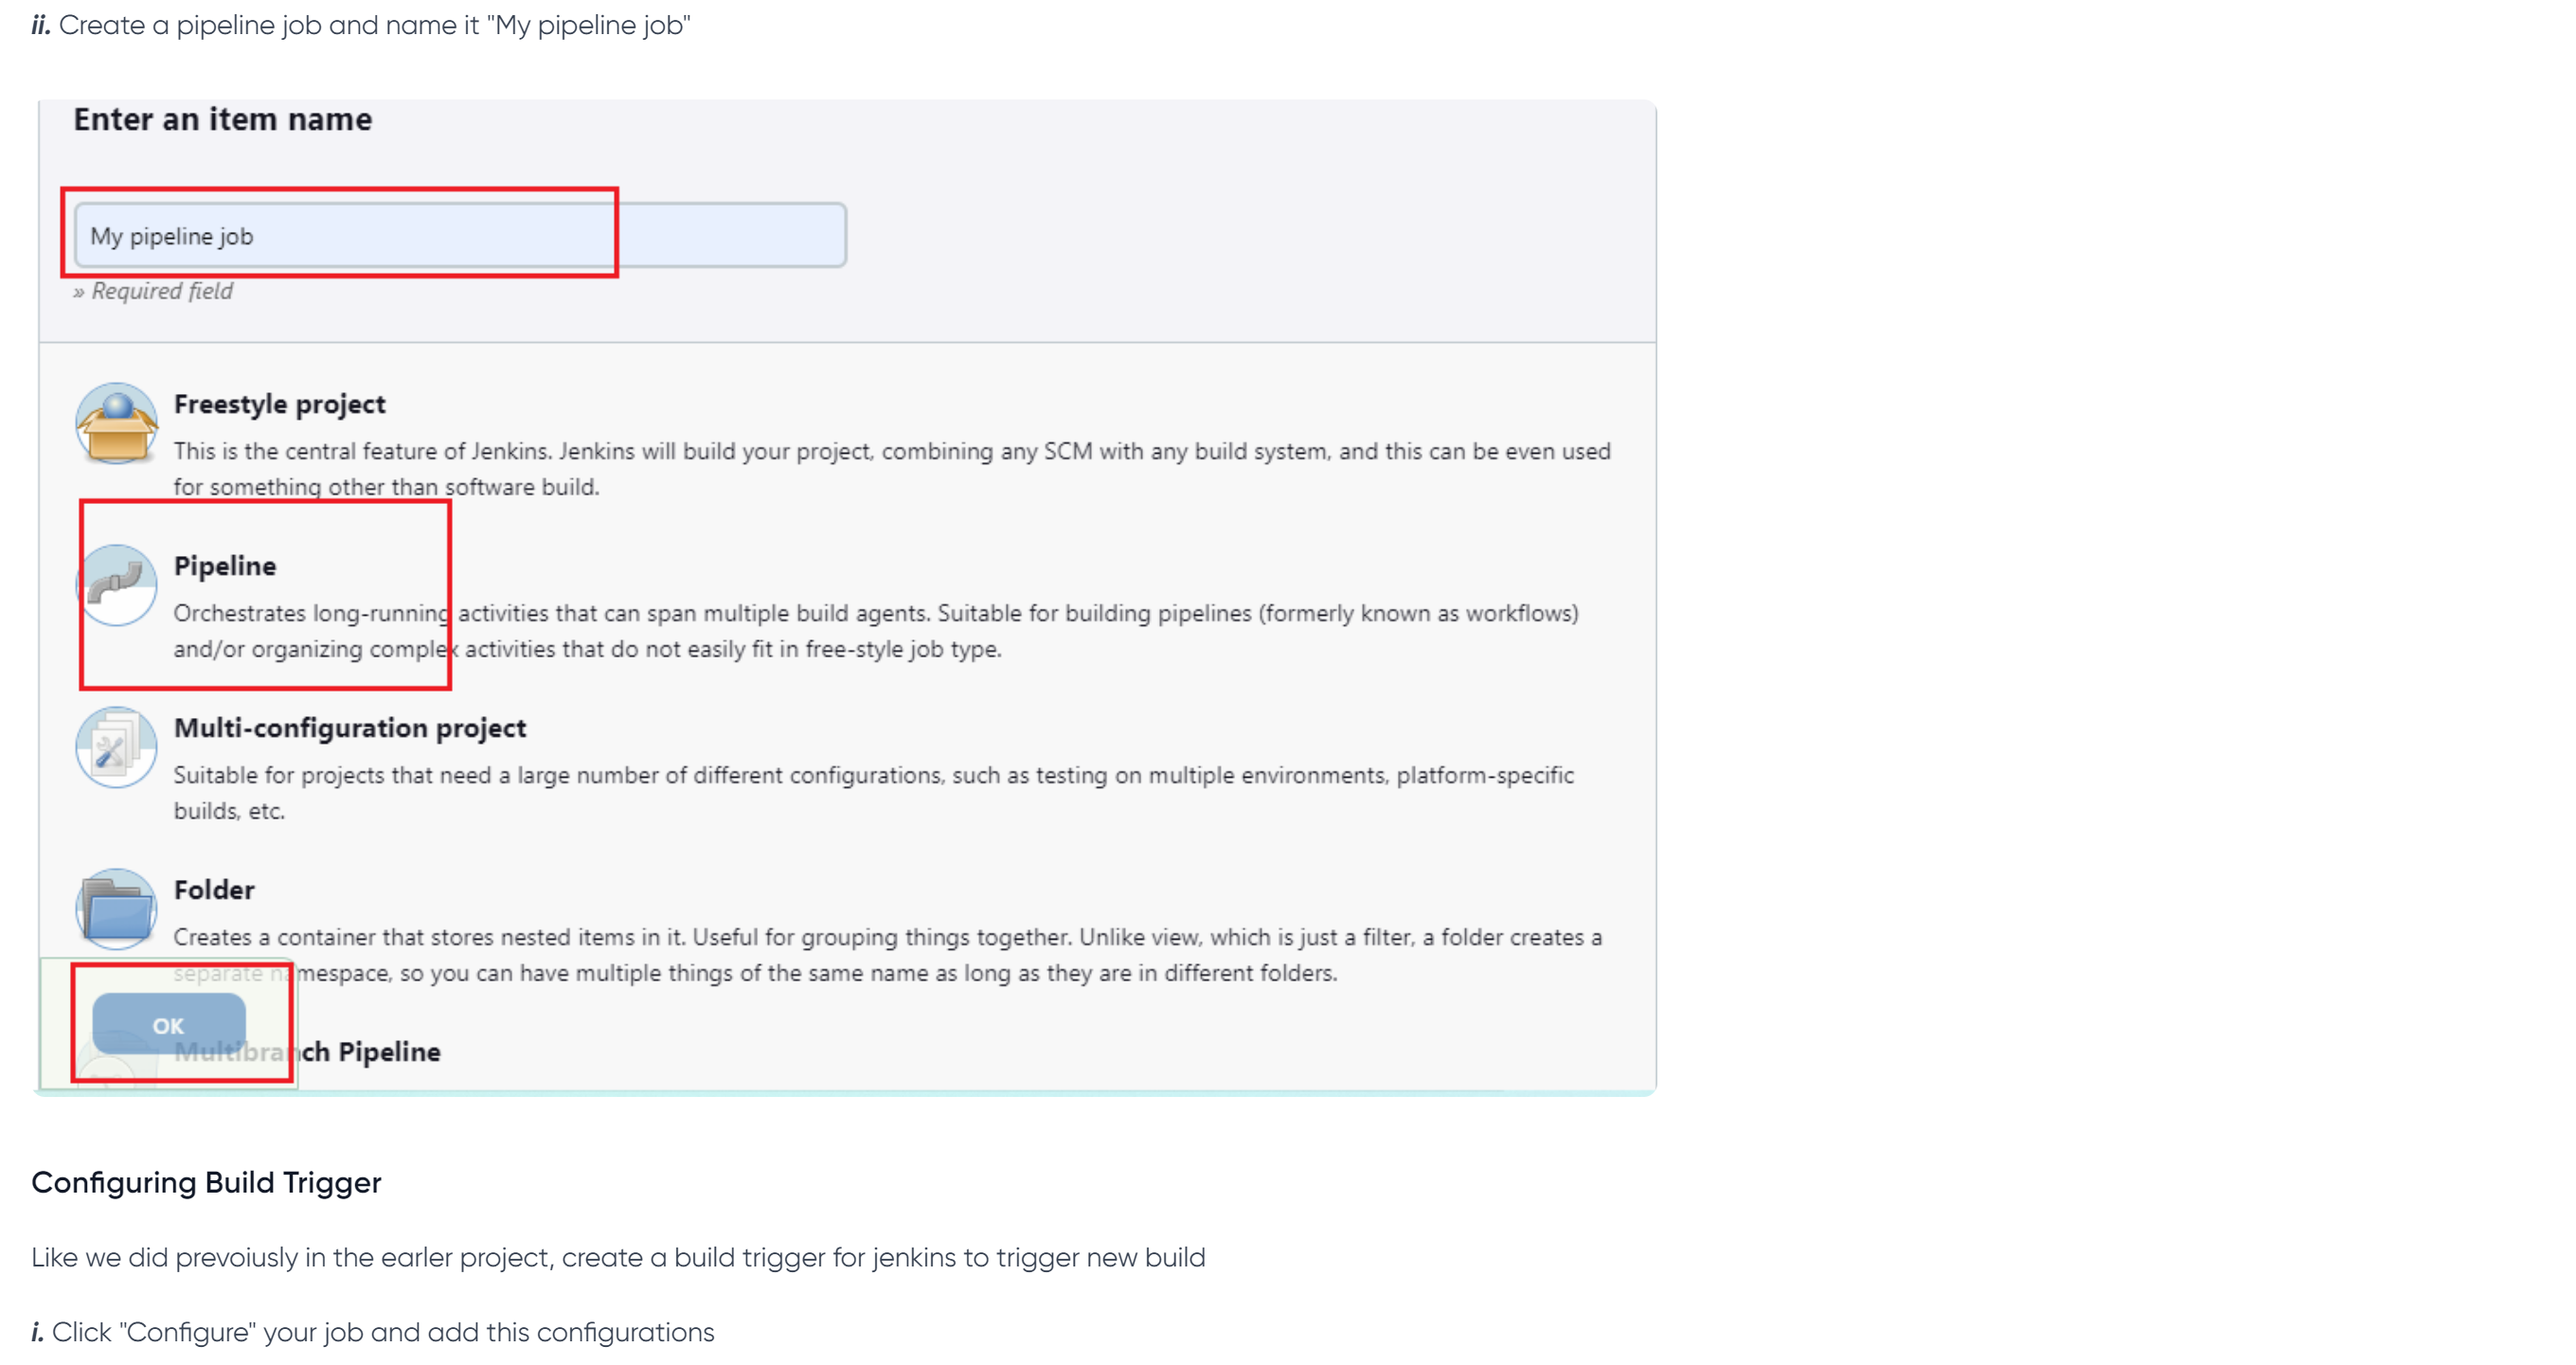 ii. Create a pipeline job and name it "My pipeline job"
Enter an item name
My pipeline job
» Required field
Freestyle project
This is the central feature of Jenkins. Jenkins will build your project, combining any SCM with any build system, and this can be even used
for something other than software build.
Pipeline
Orchestrates long-running activities that can span multiple build agents. Suitable for building pipelines (formerly known as workflows)
and/or organizing complex activities that do not easily fit in free-style job type.
Multi-configuration project
Suitable for projects that need a large number of different configurations, such as testing on multiple environments, platform-specific
builds, etc.
Folder
Creates a container that stores nested items in it. Useful for grouping things together. Unlike view, which is just a filter, a folder creates a
separate namespace, so you can have multiple things of the same name as long as they are in different folders.
OK
Multibranch Pipeline
Configuring Build Trigger
Like we did prevoiusly in the earler project, create a build trigger for jenkins to trigger new build
i. Click "Configure" your job and add this configurations